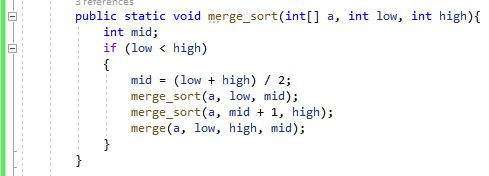 3 references
public static void merge_sort(int[] a, int low, int high){
int mid;
if (low < high)
{
mid = (low + high) / 2;
merge_sort(a, low, mid);
merge_sort(a, mid + 1, high);
merge(a, low, high, mid);
}
}